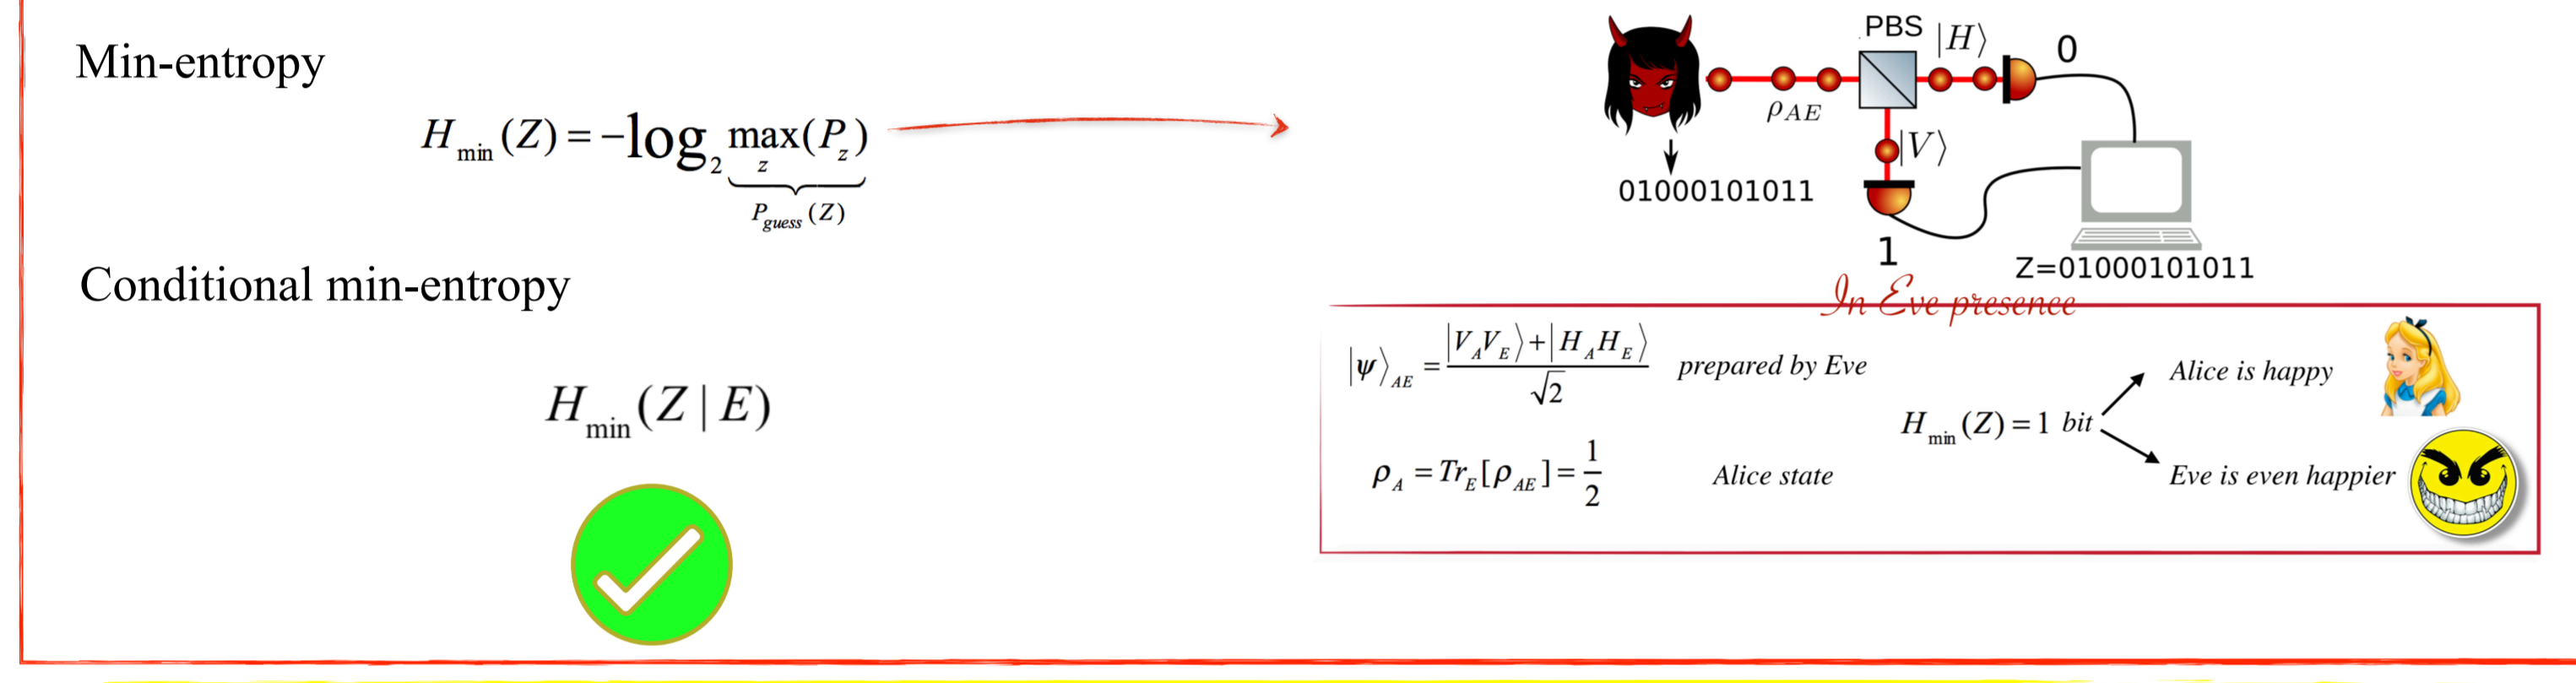 Min-entropy
H_min(Z) = −log₂ max_z(P_z)
P_guess(Z)
Conditional min-entropy
H_min(Z | E)
PBS |H⟩ 0
ρ_AE
|V⟩
01000101011
1
Z=01000101011
In Eve presence
|ψ⟩_AE = (|V_A V_E⟩ + |H_A H_E⟩) / √2 prepared by Eve
ρ_A = Tr_E[ρ_AE] = 1/2 Alice state
H_min(Z) = 1 bit
Alice is happy
Eve is even happier